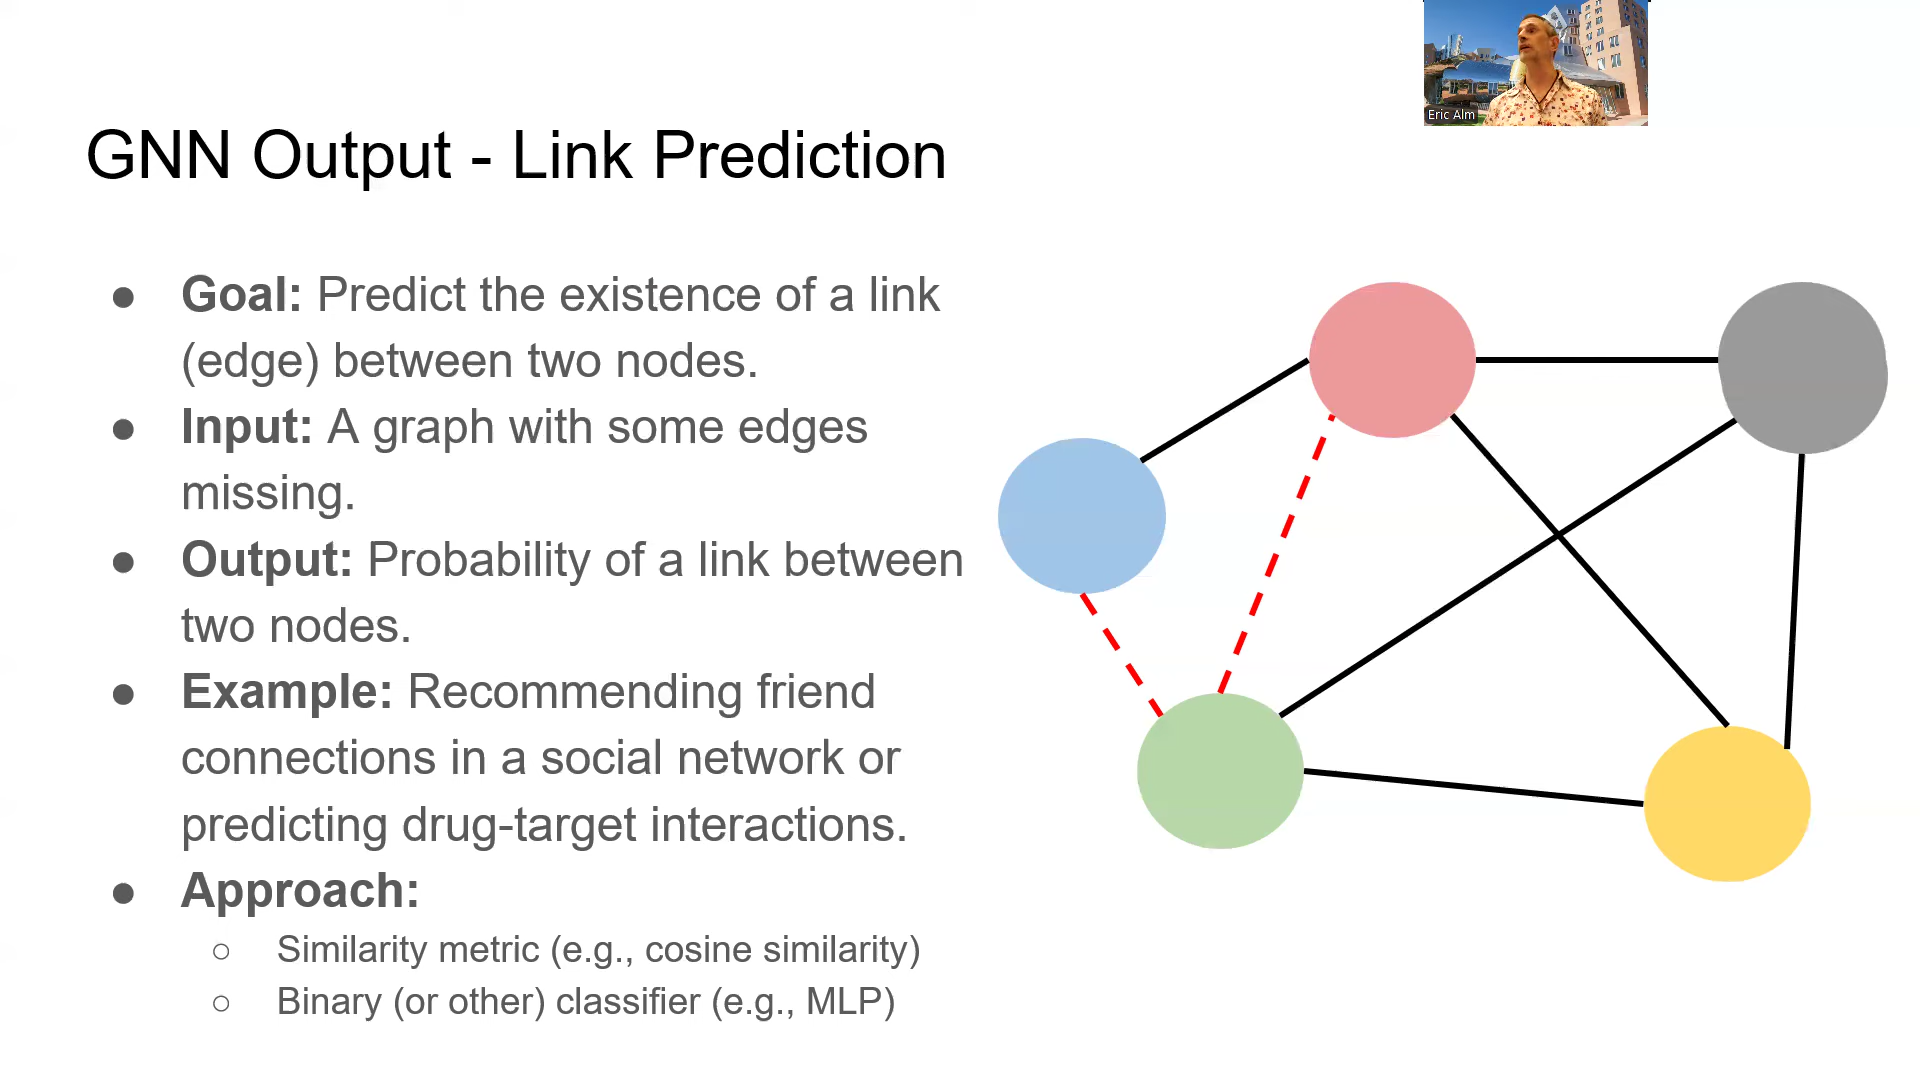 Eric Alm
GNN Output - Link Prediction
● Goal: Predict the existence of a link
(edge) between two nodes.
● Input: A graph with some edges
missing.
● Output: Probability of a link between
two nodes.
● Example: Recommending friend
connections in a social network or
predicting drug-target interactions.
● Approach:
○ Similarity metric (e.g., cosine similarity)
○ Binary (or other) classifier (e.g., MLP)